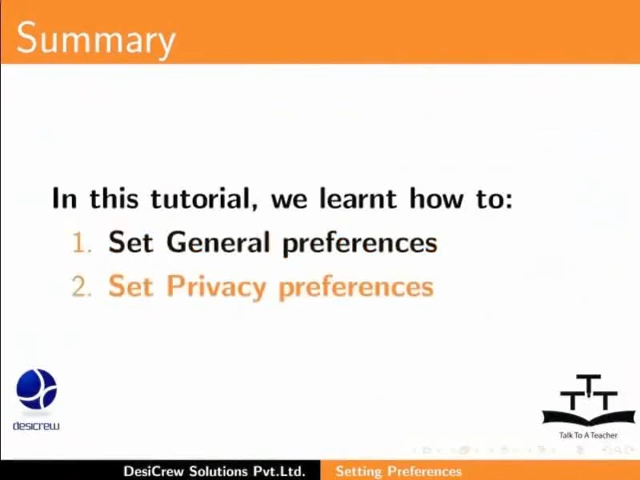 Summary
In this tutorial, we learnt how to:
1. Set General preferences
2. Set Privacy preferences
desicrew
TTT
Talk To A Teacher
DesiCrew Solutions Pvt.Ltd. Setting Preferences